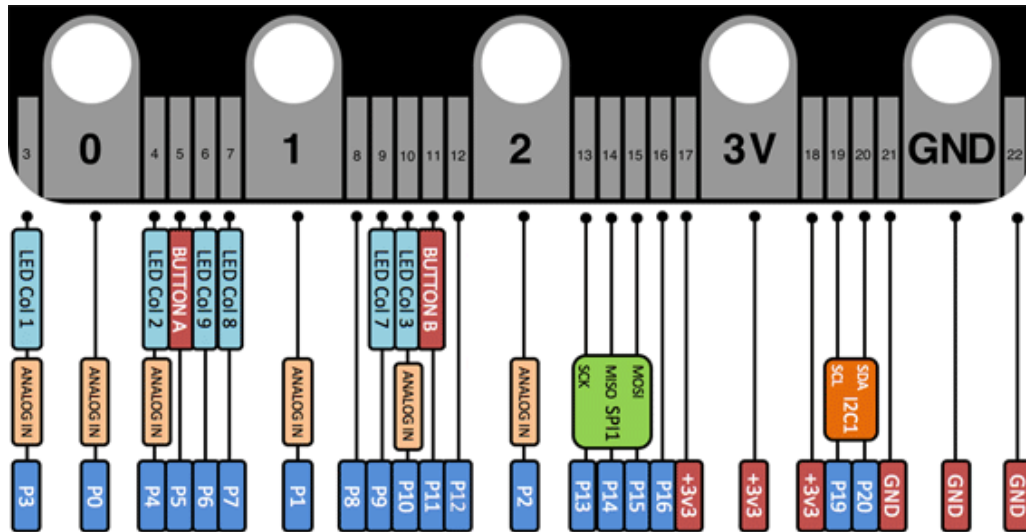 3 0 4 5 6 7 1 8 9 10 11 12 2 13 14 15 16 17 3V 18 19 20 21 GND 22
LED Col 1
LED Col 2
BUTTON A
LED Col 9
LED Col 8
LED Col 7
LED Col 3
BUTTON B
ANALOG IN
ANALOG IN
ANALOG IN
ANALOG IN
ANALOG IN
ANALOG IN
SCK
MISO
MOSI
SPI1
SCL
SDA
I2C1
P3
P0
P4
P5
P6
P7
P1
P8
P9
P10
P11
P12
P2
P13
P14
P15
P16
+3v3
+3v3
+3v3
P19
P20
GND
GND
GND